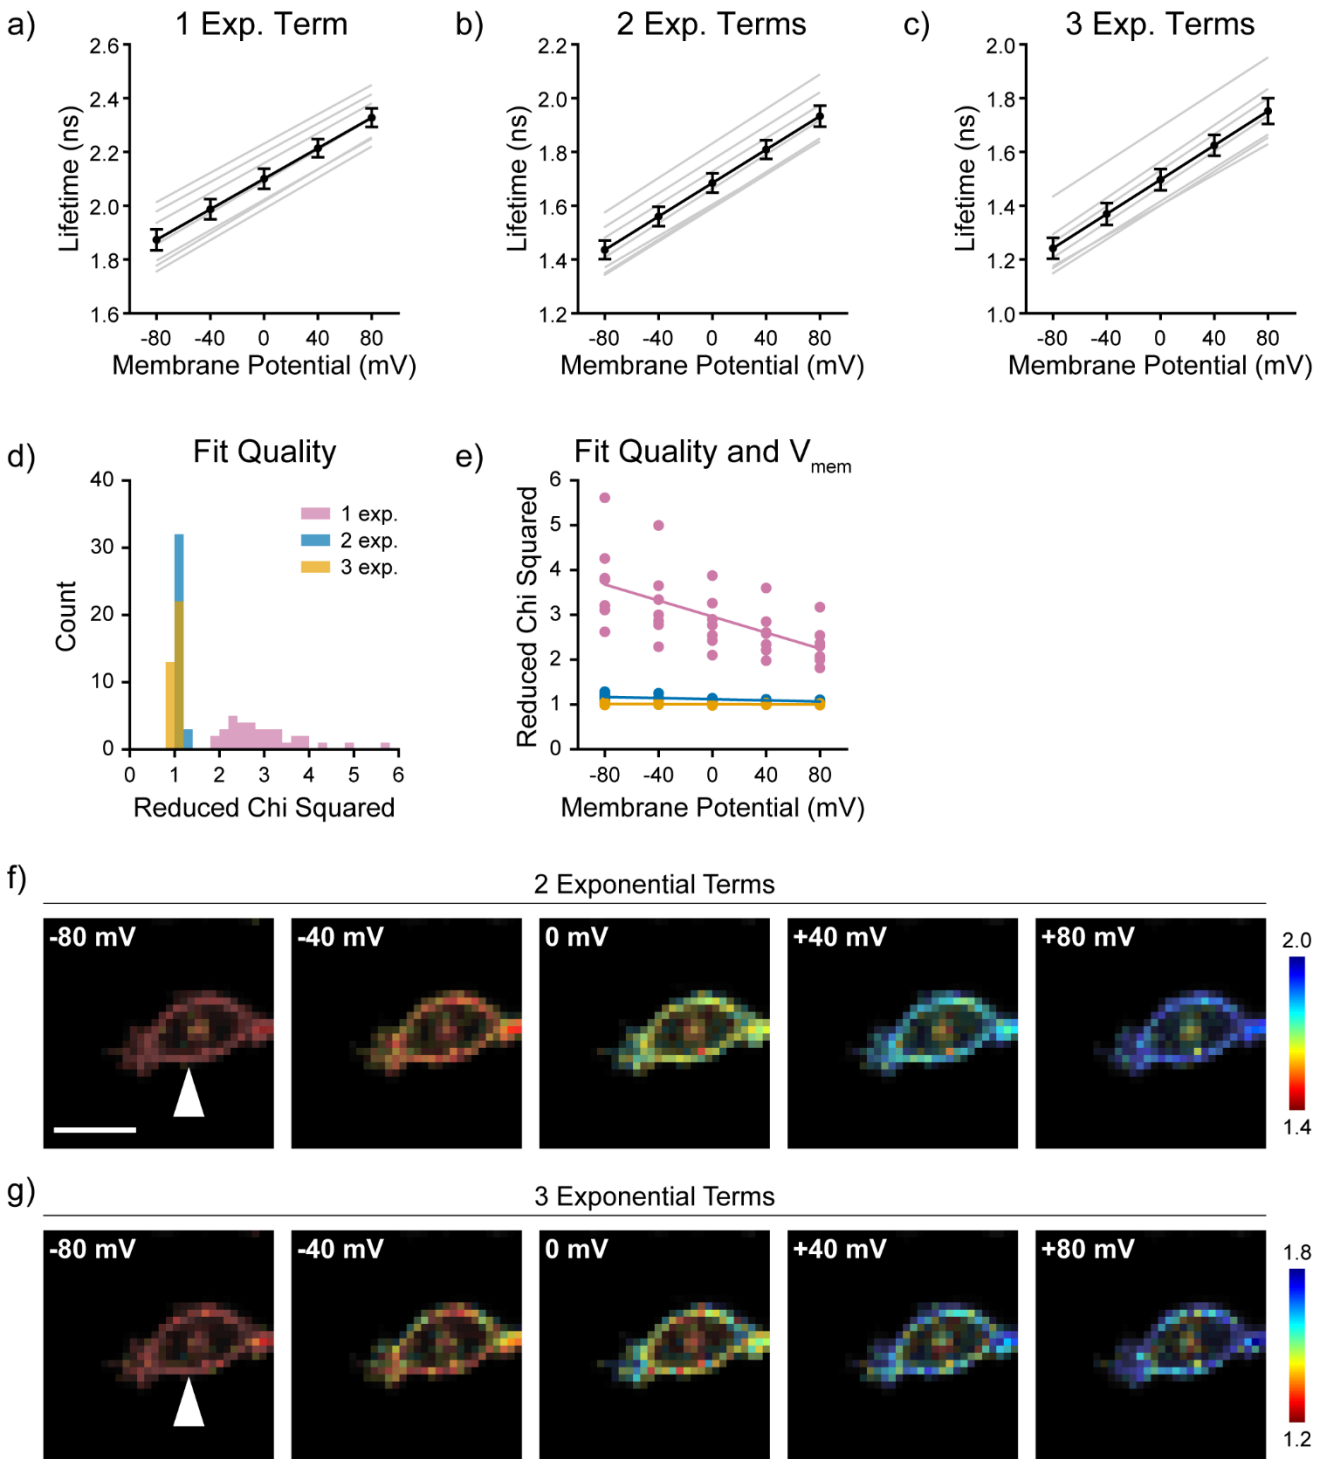 a) 1 Exp. Term
2.6
2.4
2.2
2.0
1.8
1.6
Lifetime (ns)
-80 -40 0 40 80
Membrane Potential (mV)
b) 2 Exp. Terms
2.2
2.0
1.8
1.6
1.4
1.2
Lifetime (ns)
-80 -40 0 40 80
Membrane Potential (mV)
c) 3 Exp. Terms
2.0
1.8
1.6
1.4
1.2
1.0
Lifetime (ns)
-80 -40 0 40 80
Membrane Potential (mV)
d) Fit Quality
40
30
20
10
0
Count
1 exp.
2 exp.
3 exp.
0 1 2 3 4 5 6
Reduced Chi Squared
e) Fit Quality and Vmem
6
5
4
3
2
1
0
Reduced Chi Squared
-80 -40 0 40 80
Membrane Potential (mV)
f) 2 Exponential Terms
-80 mV -40 mV 0 mV +40 mV +80 mV
2.0
1.4
g) 3 Exponential Terms
-80 mV -40 mV 0 mV +40 mV +80 mV
1.8
1.2